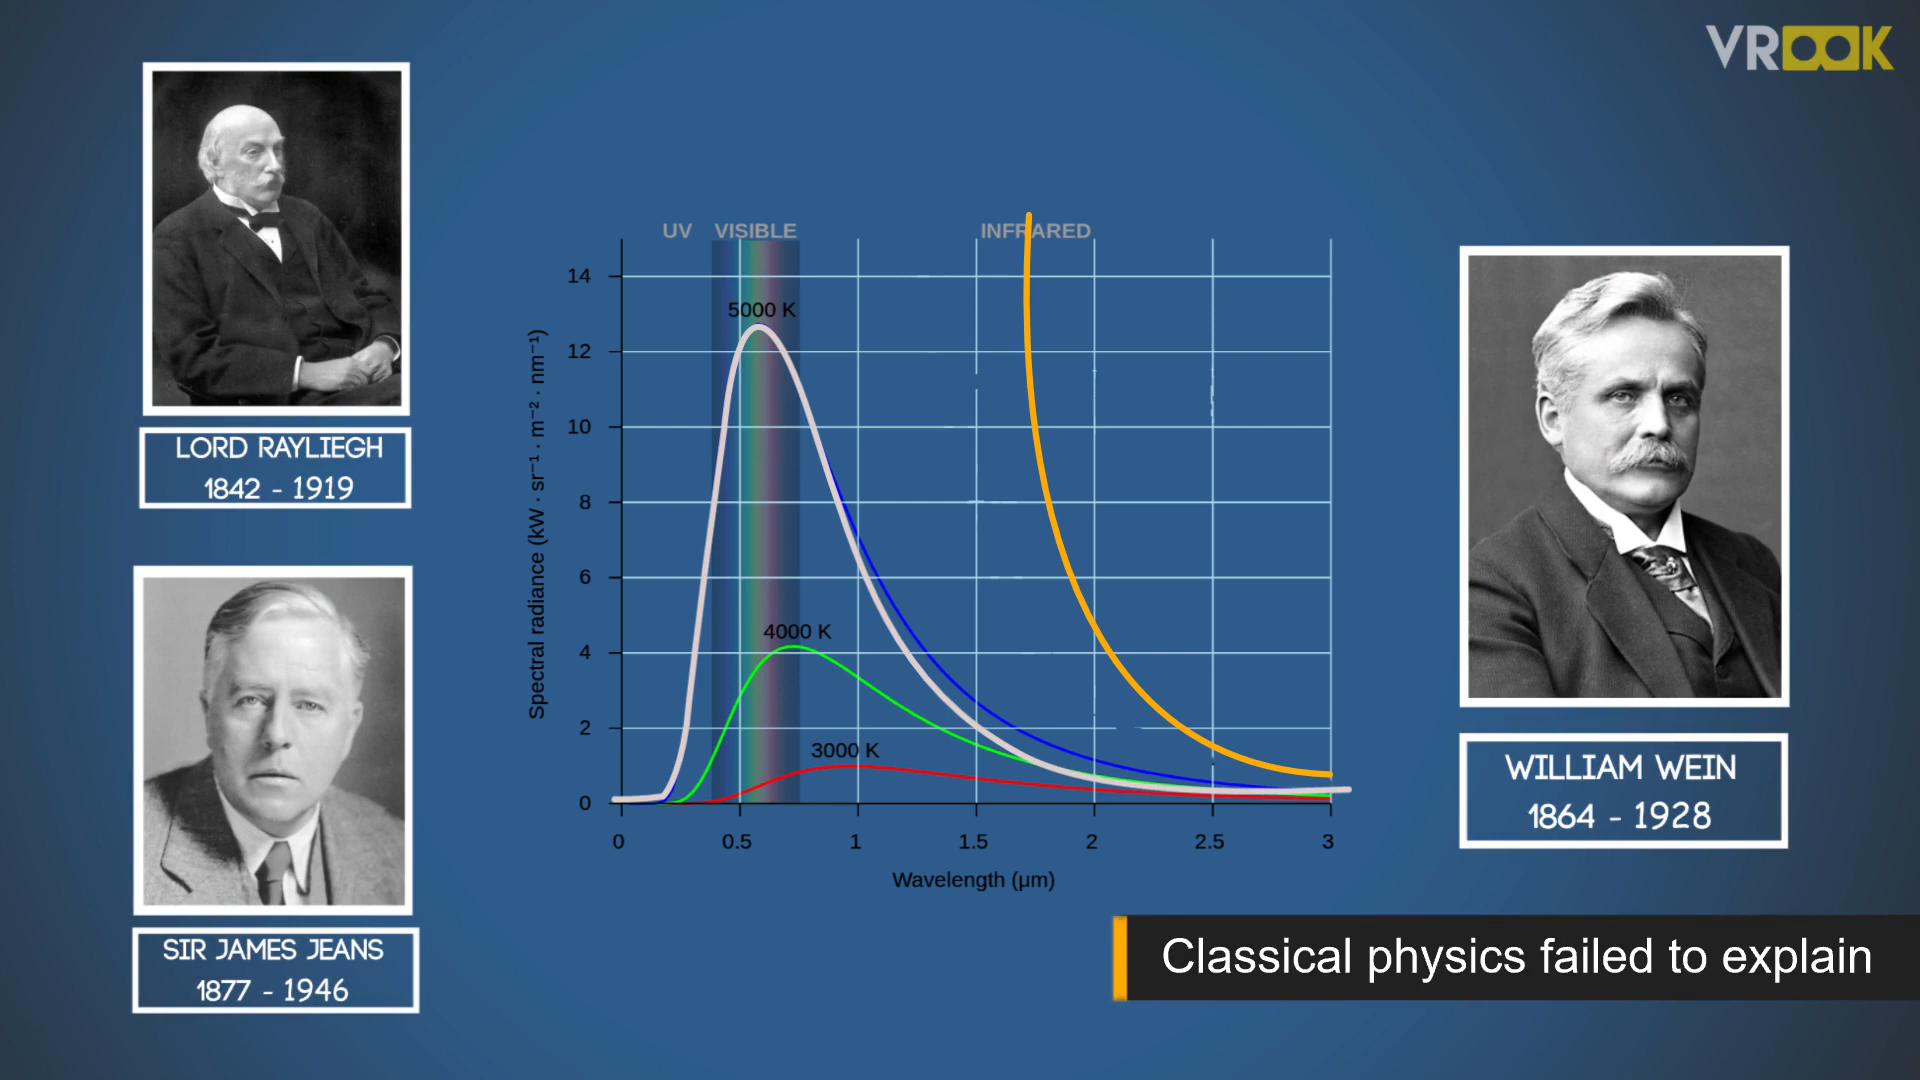 VROOK
LORD RAYLIEGH
1842 - 1919
SIR JAMES JEANS
1877 - 1946
UV VISIBLE INFRARED
5000 K
4000 K
3000 K
14
12
10
8
6
4
2
0
Spectral radiance (kW · sr⁻¹ · m⁻² · nm⁻¹)
0 0.5 1 1.5 2 2.5 3
Wavelength (μm)
WILLIAM WEIN
1864 - 1928
Classical physics failed to explain